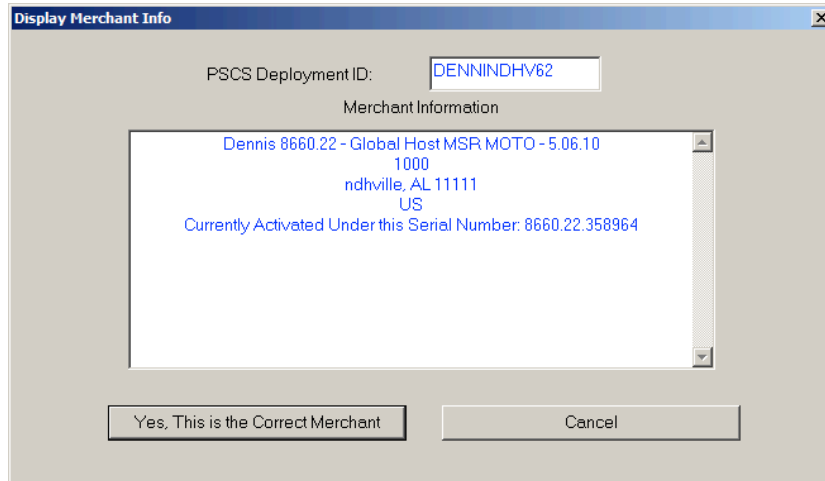 Display Merchant Info
PSCS Deployment ID: DENNINDHV62
Merchant Information
Dennis 8660.22 - Global Host MSR MOTO - 5.06.10
1000
ndhville, AL 11111
US
Currently Activated Under this Serial Number: 8660.22.358964
Yes, This is the Correct Merchant Cancel